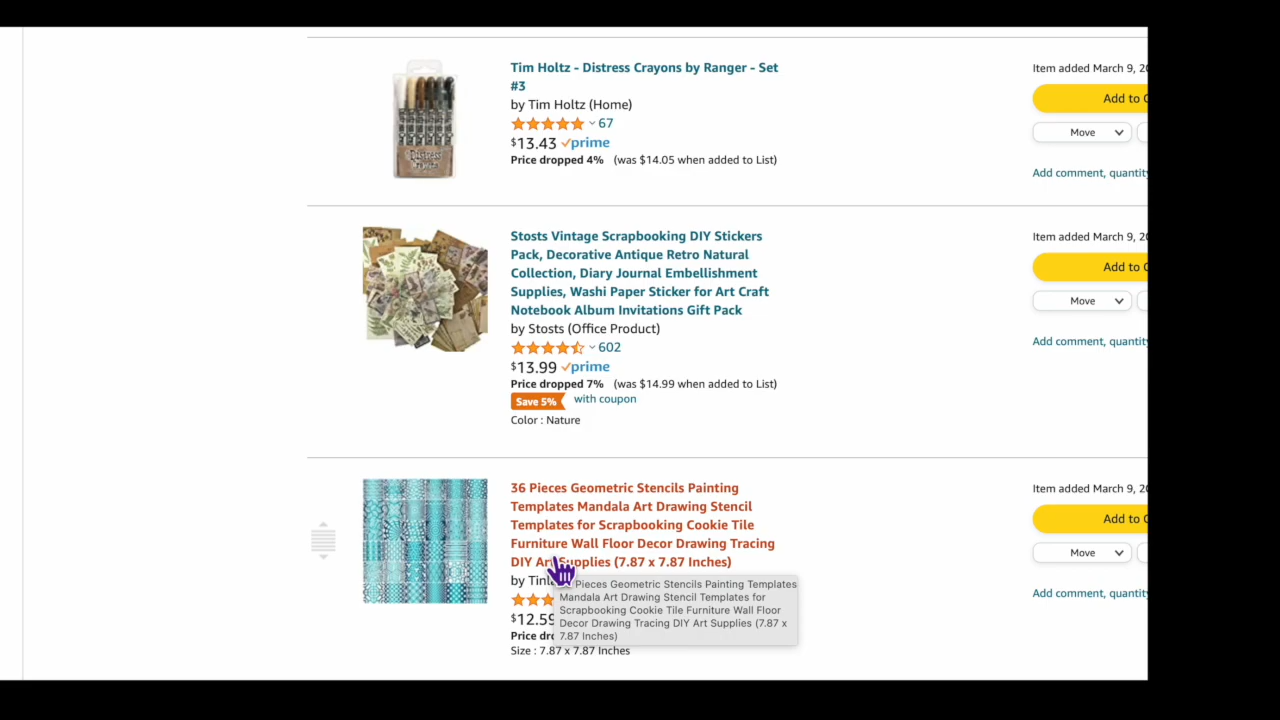 Tim Holtz - Distress Crayons by Ranger - Set
#3
by Tim Holtz (Home)
67
$13.43 prime
Price dropped 4% (was $14.05 when added to List)
Item added March 9, 20
Add to C
Move
Add comment, quantity
Distress
Stosts Vintage Scrapbooking DIY Stickers
Pack, Decorative Antique Retro Natural
Collection, Diary Journal Embellishment
Supplies, Washi Paper Sticker for Art Craft
Notebook Album Invitations Gift Pack
by Stosts (Office Product)
602
$13.99 prime
Price dropped 7% (was $14.99 when added to List)
Save 5% with coupon
Color : Nature
Item added March 9, 20
Add to C
Move
Add comment, quantity
36 Pieces Geometric Stencils Painting
Templates Mandala Art Drawing Stencil
Templates for Scrapbooking Cookie Tile
Furniture Wall Floor Decor Drawing Tracing
DIY Art Supplies (7.87 x 7.87 Inches)
by Tin
$12.59
Price dr
Size : 7.87 x 7.87 Inches
Pieces Geometric Stencils Painting Templates
Mandala Art Drawing Stencil Templates for
Scrapbooking Cookie Tile Furniture Wall Floor
Decor Drawing Tracing DIY Art Supplies (7.87 x
7.87 Inches)
Item added March 9, 20
Add to C
Move
Add comment, quantity